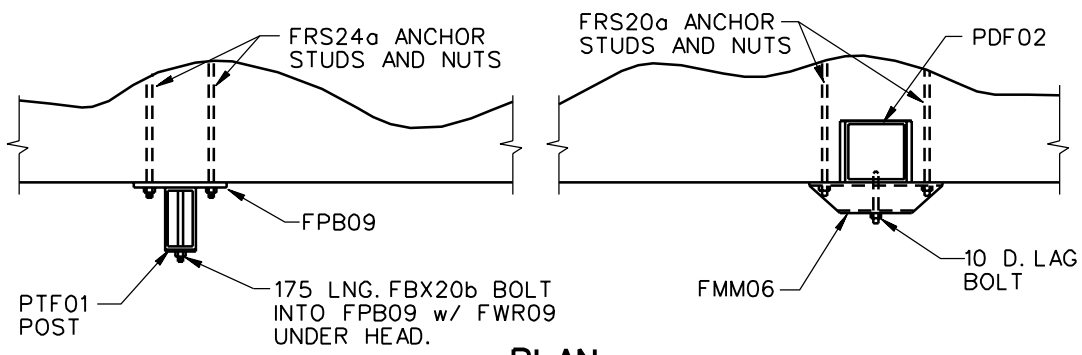 FRS24a ANCHOR
STUDS AND NUTS
FPB09
175 LNG. FBX20b BOLT
INTO FPB09 w/ FWR09
UNDER HEAD.
PTF01
POST
FRS20a ANCHOR
STUDS AND NUTS
PDF02
10 D. LAG
BOLT
FMM06
PLAN